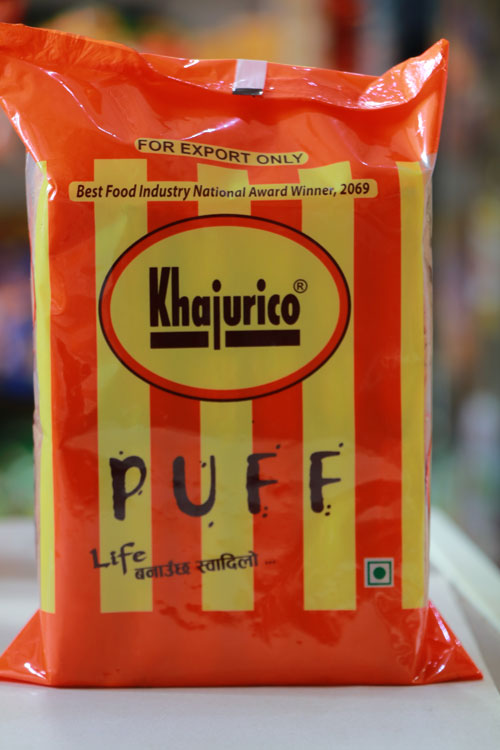 FOR EXPORT ONLY
Best Food Industry National Award Winner, 2069
Khajurico®
PUFF
Life
बनाउँछ स्वादिलो ...